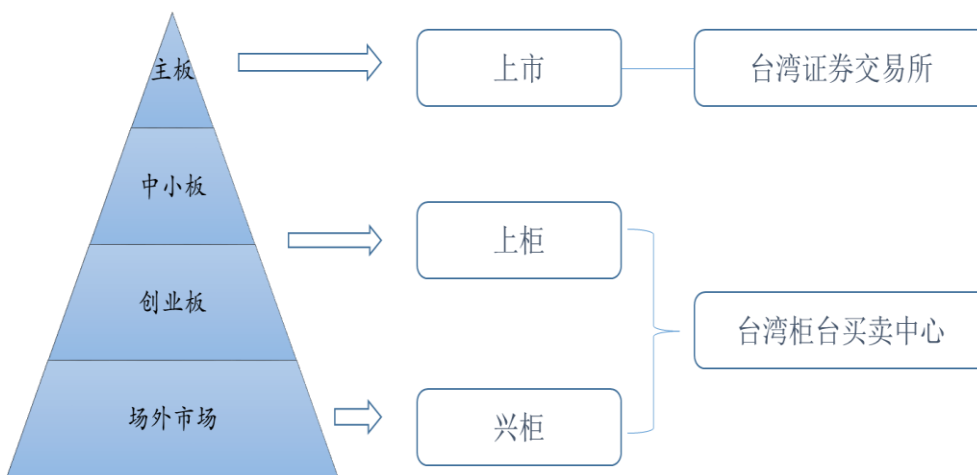 主板
上市
台湾证券交易所
中小板
上柜
创业板
台湾柜台买卖中心
场外市场
兴柜